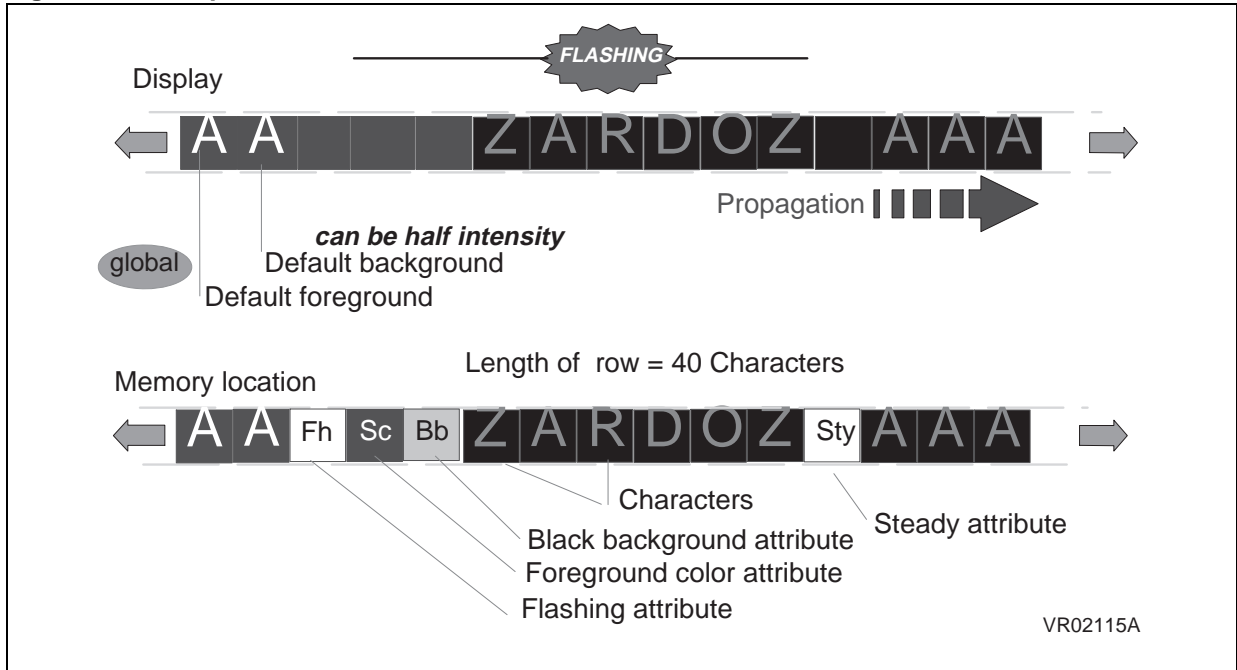 FLASHING
Display
A A Z A R D O Z A A A
Propagation
can be half intensity
global
Default background
Default foreground
Length of row = 40 Characters
Memory location
A A Fh Sc Bb Z A R D O Z Sty A A A
Characters
Steady attribute
Black background attribute
Foreground color attribute
Flashing attribute
VR02115A